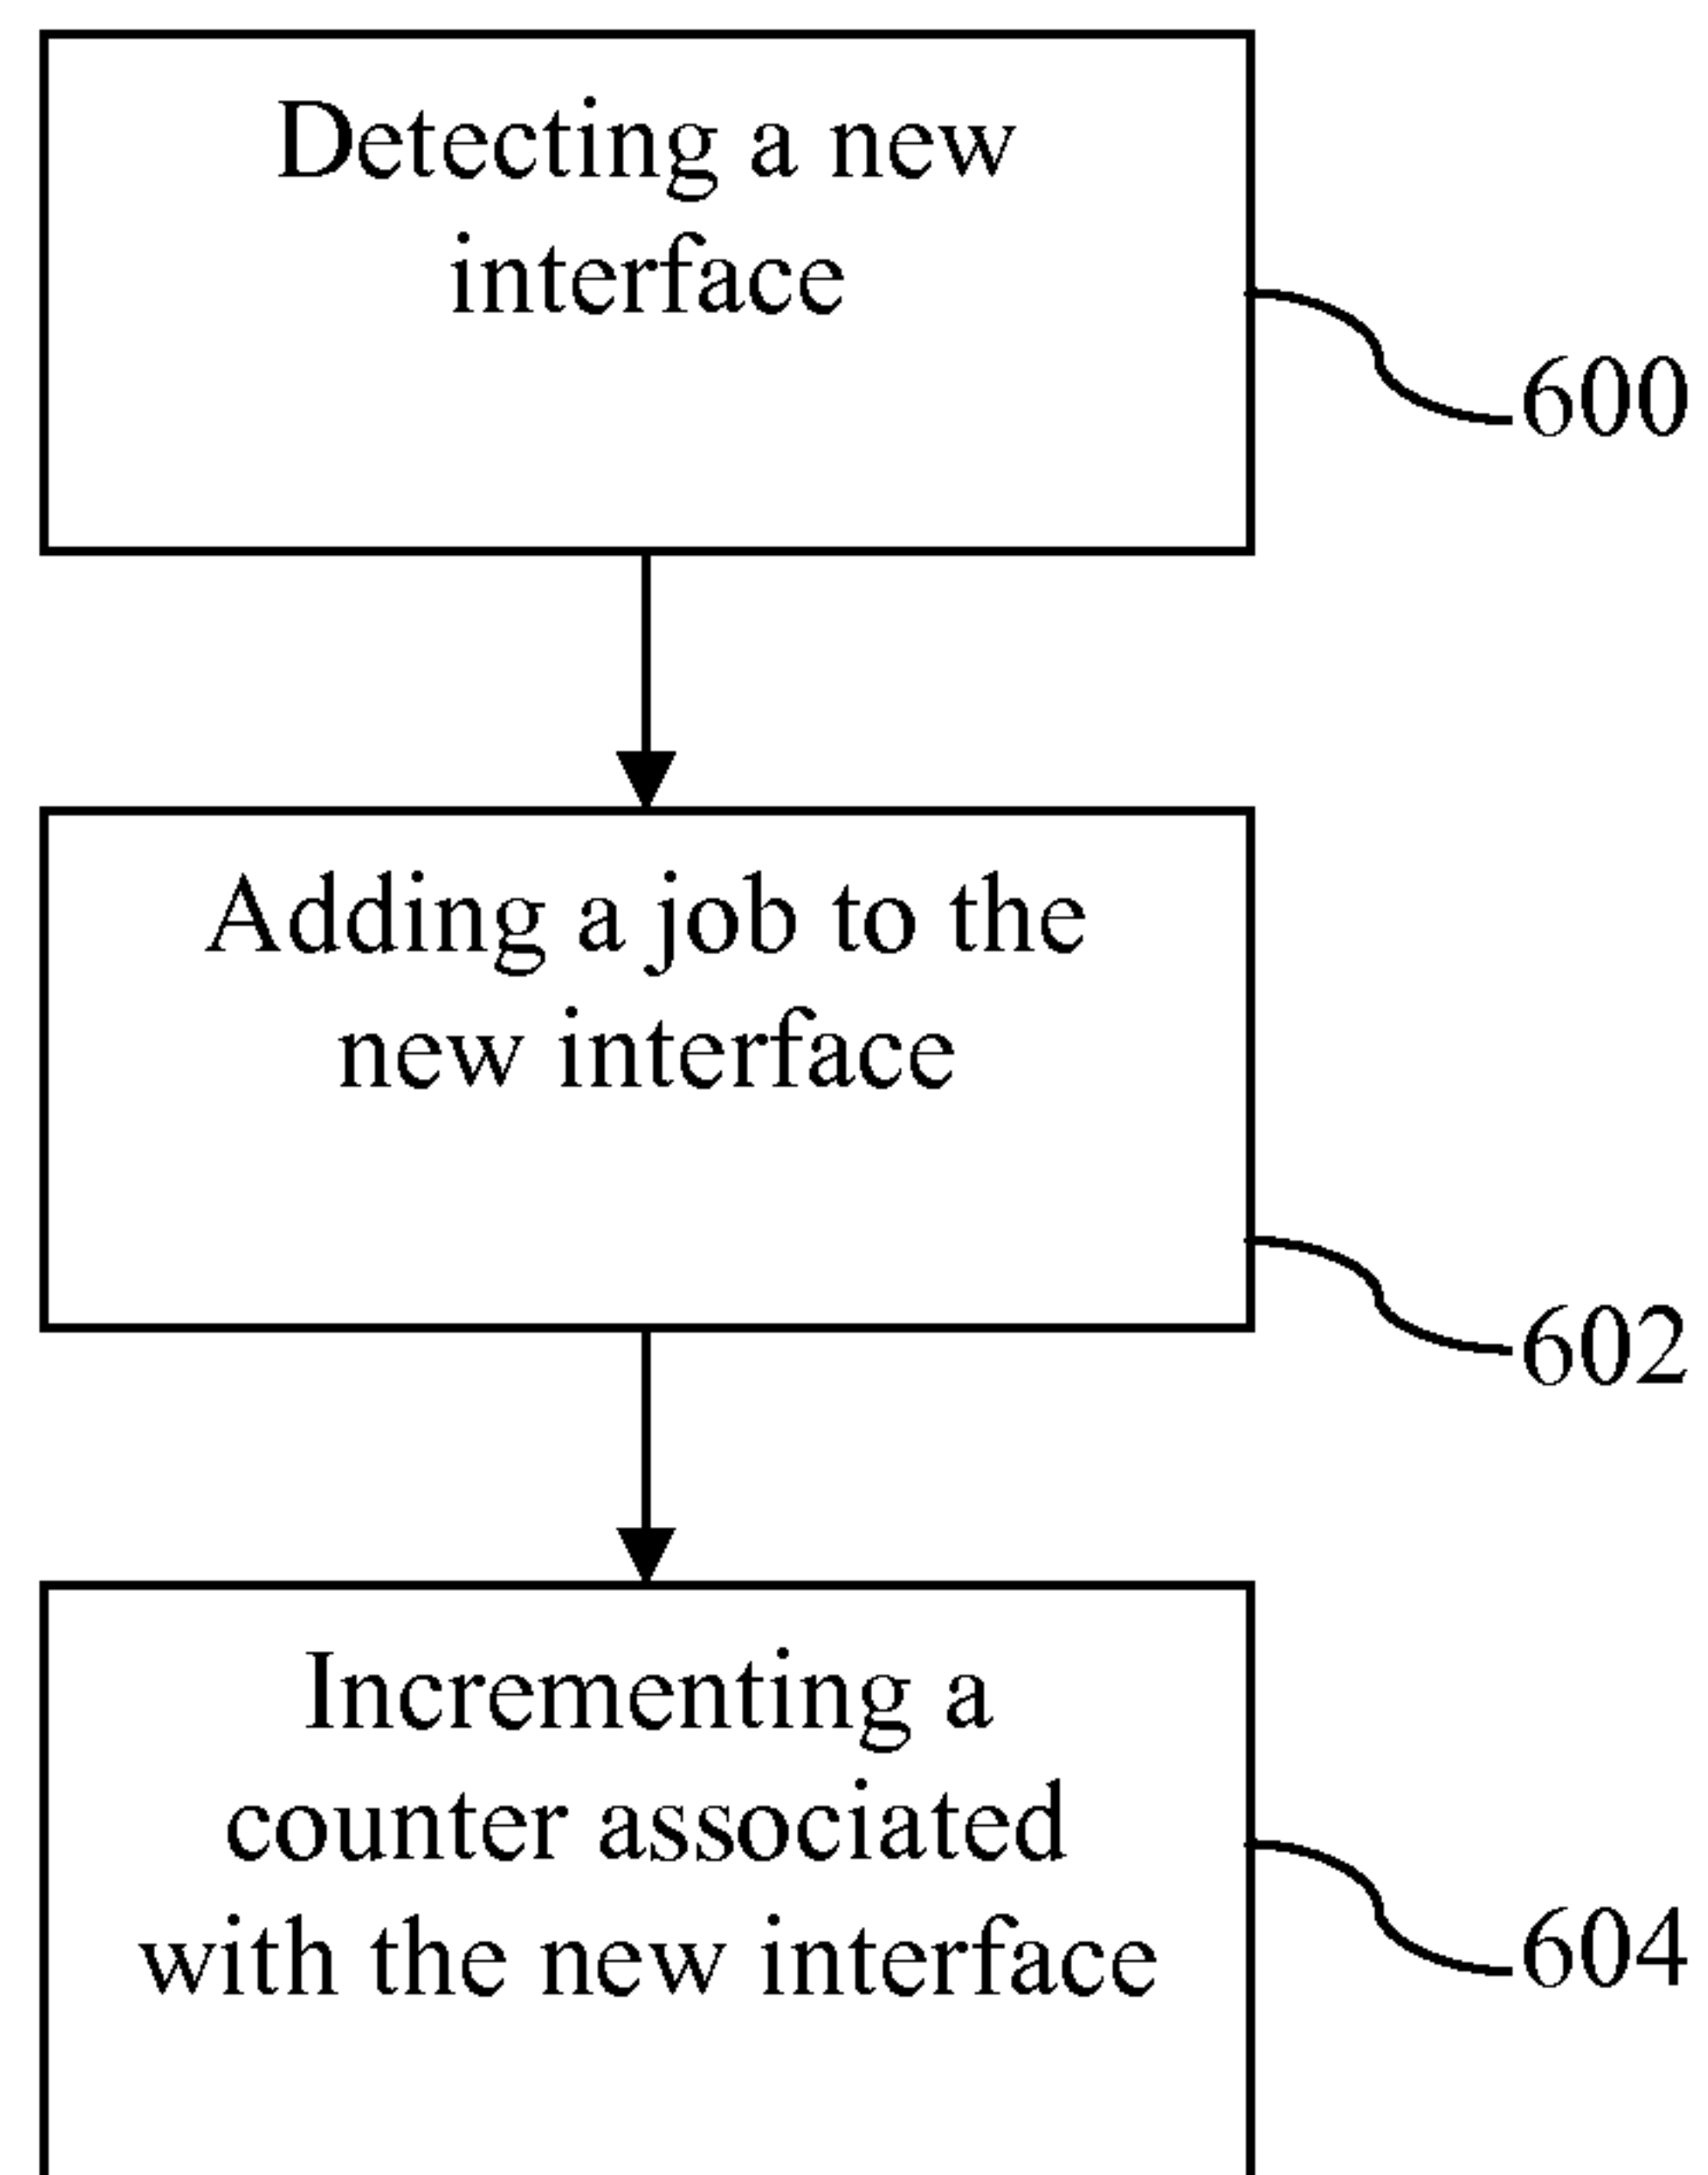 Detecting a new
interface
600
Adding a job to the
new interface
602
Incrementing a
counter associated
with the new interface
604